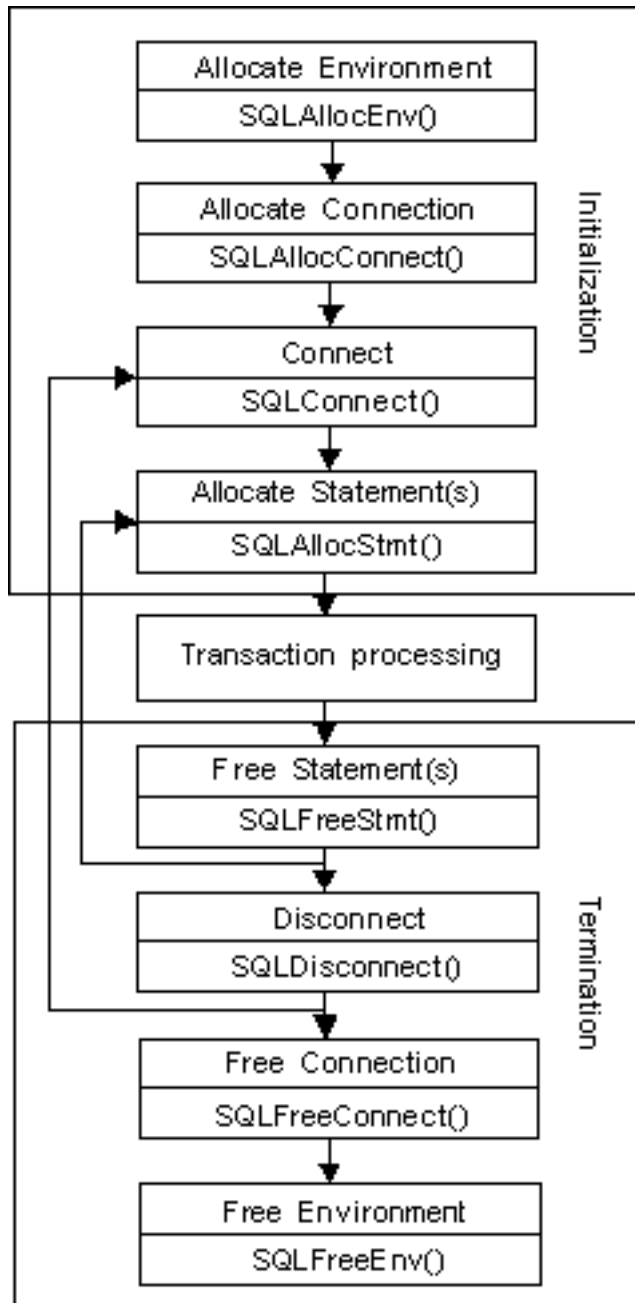 Allocate Environment
SQLAllocEnv()
Allocate Connection
SQLAllocConnect()
Initialization
Connect
SQLConnect()
Allocate Statement(s)
SQLAllocStmt()
Transaction processing
Free Statement(s)
SQLFreeStmt()
Disconnect
SQLDisconnect()
Termination
Free Connection
SQLFreeConnect()
Free Environment
SQLFreeEnv()